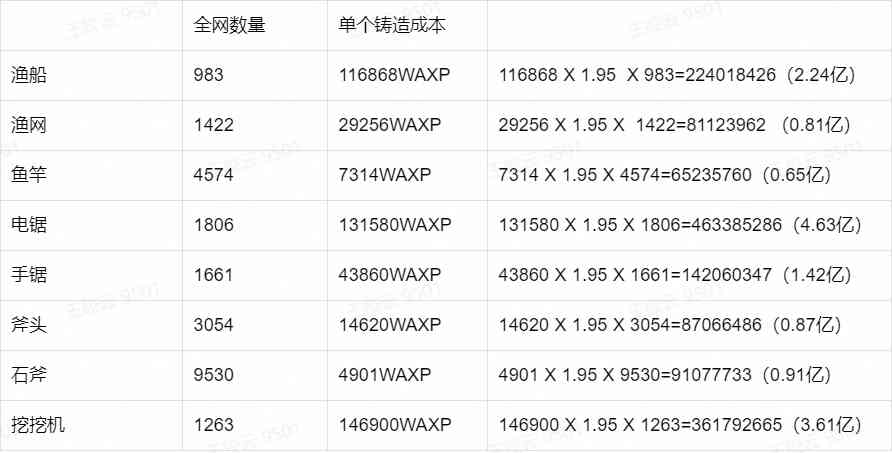 全网数量 单个铸造成本
渔船 983 116868WAXP 116868 X 1.95 X 983=224018426（2.24亿）
渔网 1422 29256WAXP 29256 X 1.95 X 1422=81123962 （0.81亿）
鱼竿 4574 7314WAXP 7314 X 1.95 X 4574=65235760（0.65亿）
电锯 1806 131580WAXP 131580 X 1.95 X 1806=463385286（4.63亿）
手锯 1661 43860WAXP 43860 X 1.95 X 1661=142060347（1.42亿）
斧头 3054 14620WAXP 14620 X 1.95 X 3054=87066486（0.87亿）
石斧 9530 4901WAXP 4901 X 1.95 X 9530=91077733（0.91亿）
挖挖机 1263 146900WAXP 146900 X 1.95 X 1263=361792665（3.61亿）